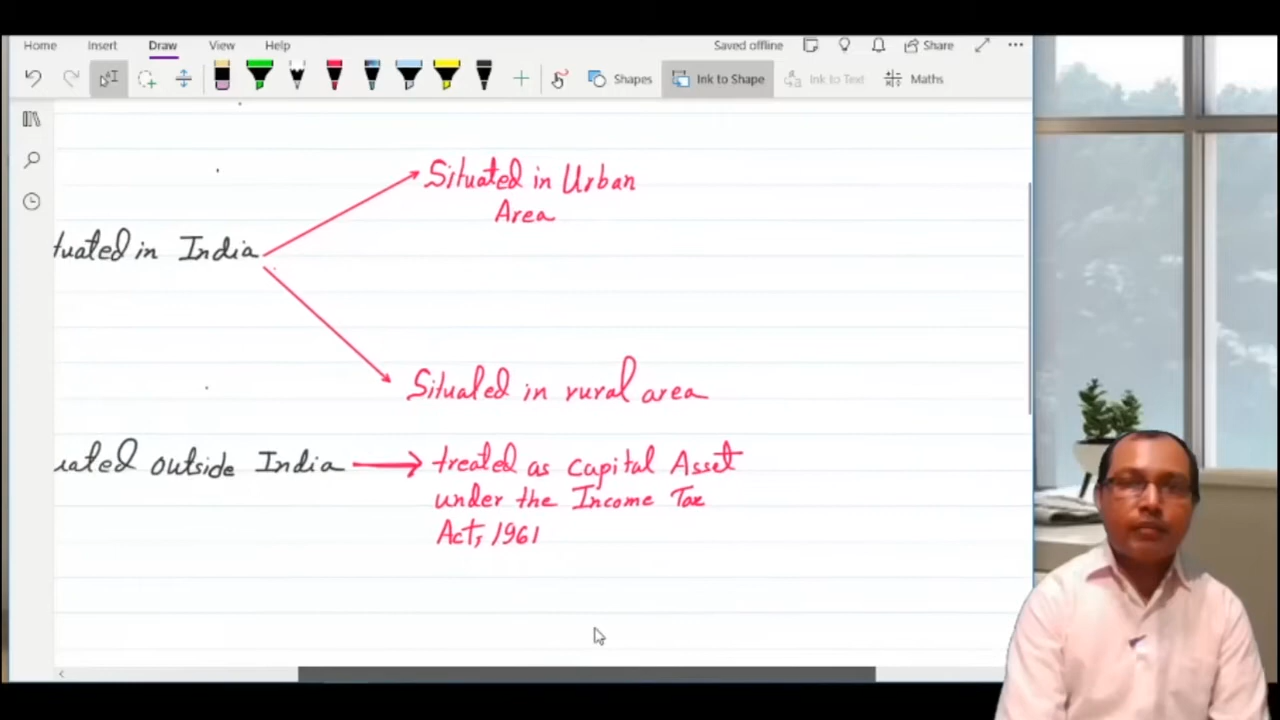 Home Insert Draw View Help Saved offline Share
Shapes Ink to Shape Ink to Text Maths
Situated in Urban
Area
tuated in India
Situated in rural area
uated outside India treated as Capital Asset
under the Income Tax
Act, 1961